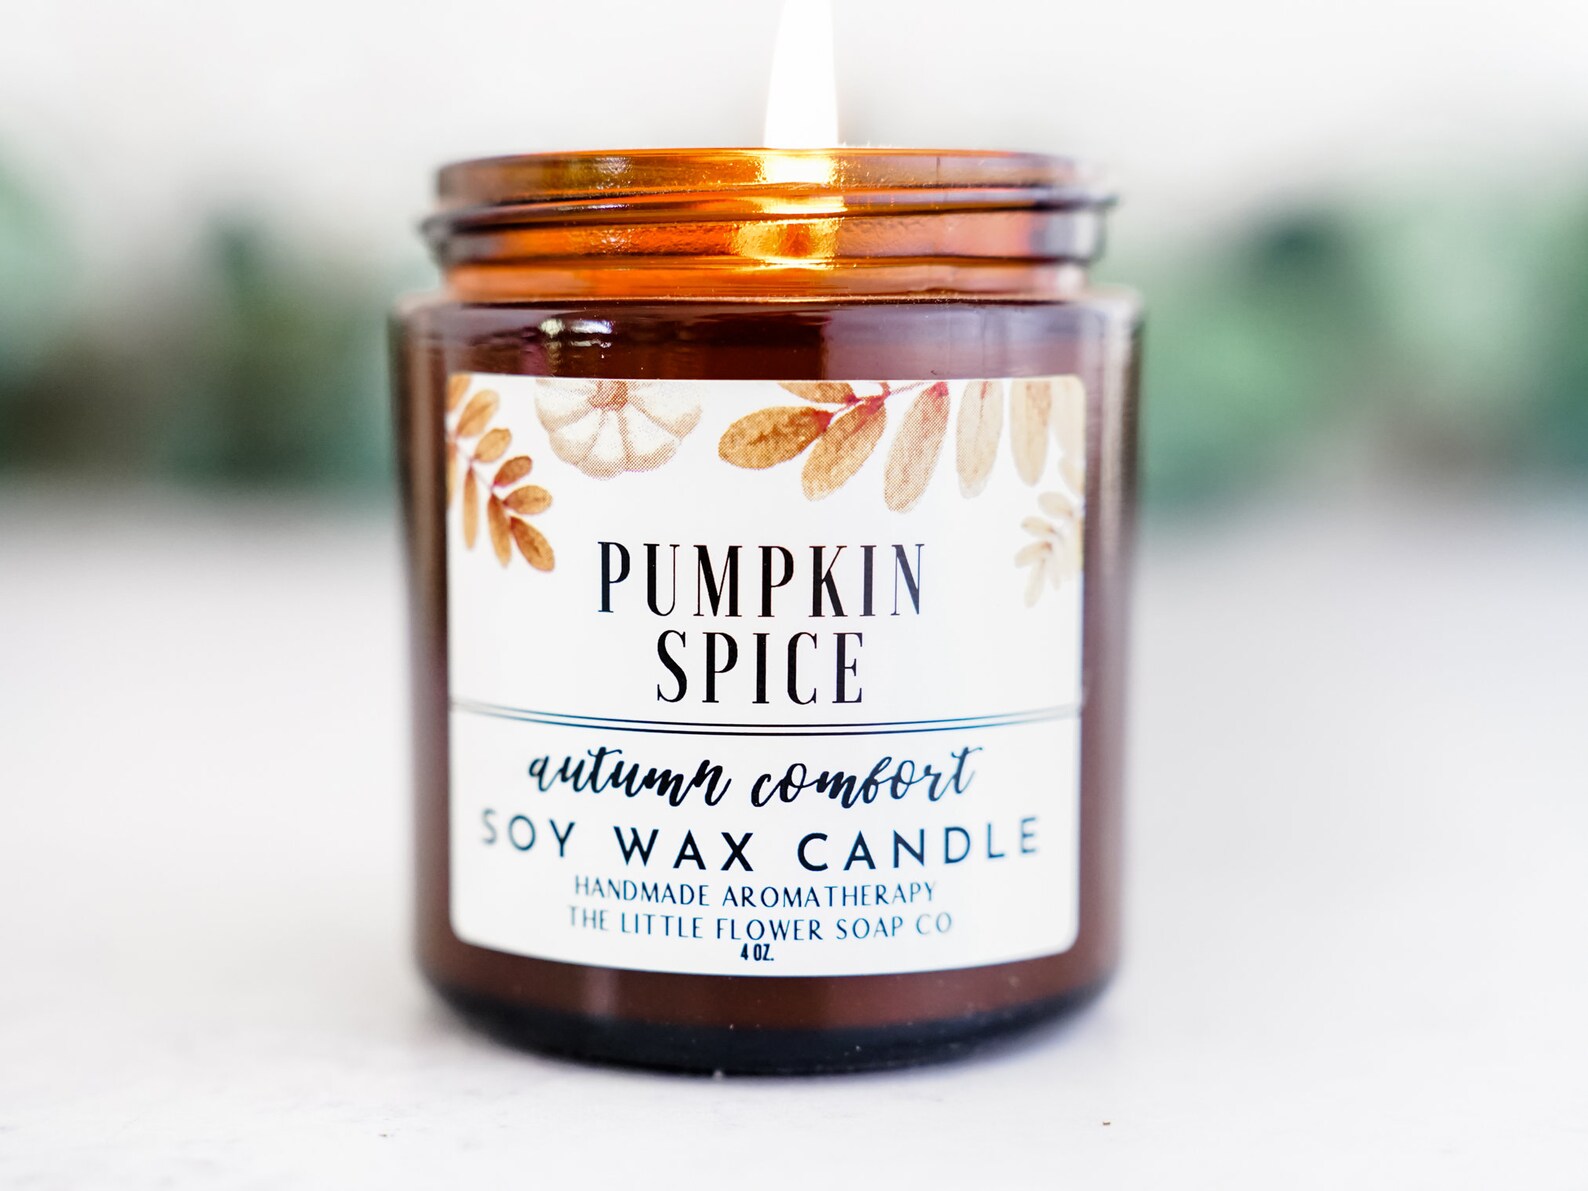 PUMPKIN
SPICE
autumn comfort
SOY WAX CANDLE
HANDMADE AROMATHERAPY
THE LITTLE FLOWER SOAP CO
4 OZ.